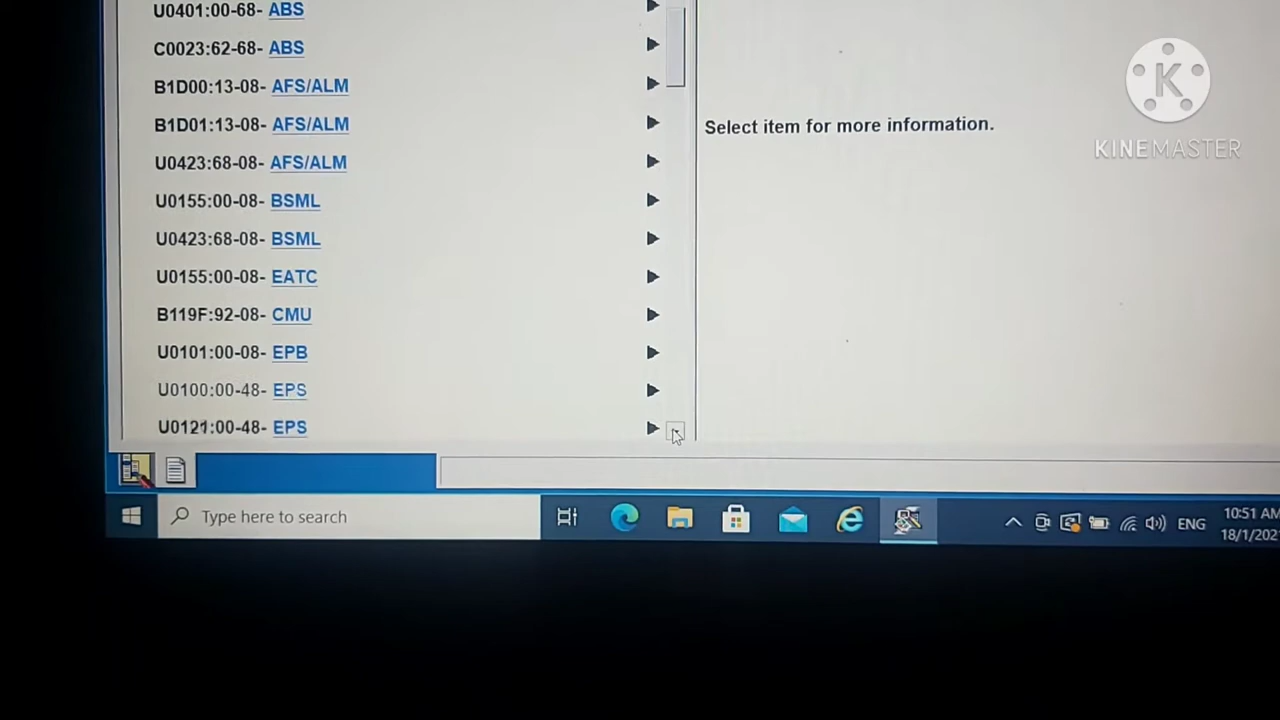 U0401:00-68- ABS
C0023:62-68- ABS
B1D00:13-08- AFS/ALM
B1D01:13-08- AFS/ALM
U0423:68-08- AFS/ALM
U0155:00-08- BSML
U0423:68-08- BSML
U0155:00-08- EATC
B119F:92-08- CMU
U0101:00-08- EPB
U0100:00-48- EPS
U0121:00-48- EPS
Select item for more information.
KINEMASTER
Type here to search
ENG
10:51 AM
18/1/202